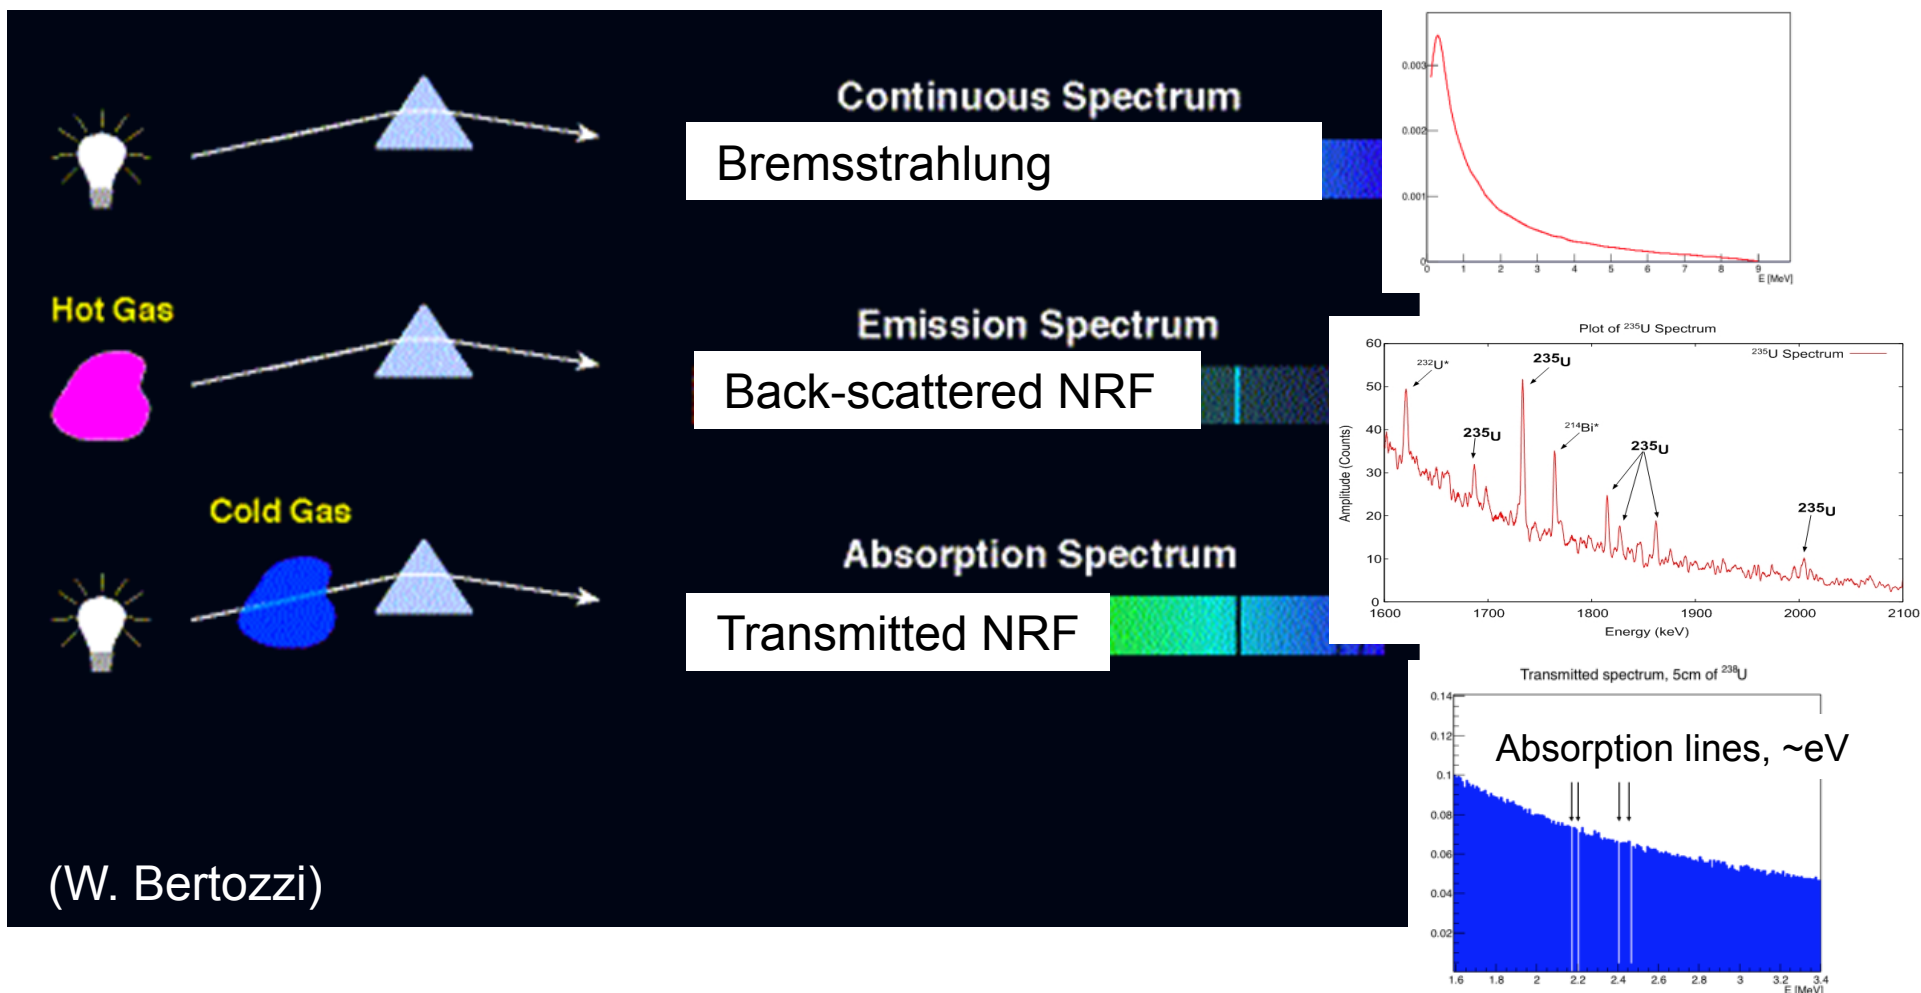 Continuous Spectrum
Bremsstrahlung
0.003
0.002
0.001
0
0 1 2 3 4 5 6 7 8 9
E [MeV]
Hot Gas
Emission Spectrum
Back-scattered NRF
Plot of ²³⁵U Spectrum
²³⁵U Spectrum
²³²U*
235U
235U
²¹⁴Bi*
235U
235U
Amplitude (Counts)
60
50
40
30
20
10
0
1600 1700 1800 1900 2000 2100
Energy (keV)
Cold Gas
Absorption Spectrum
Transmitted NRF
Transmitted spectrum, 5cm of ²³⁸U
Absorption lines, ~eV
0.14
0.12
0.1
0.08
0.06
0.04
0.02
1.6 1.8 2 2.2 2.4 2.6 2.8 3 3.2 3.4
E [MeV]
(W. Bertozzi)